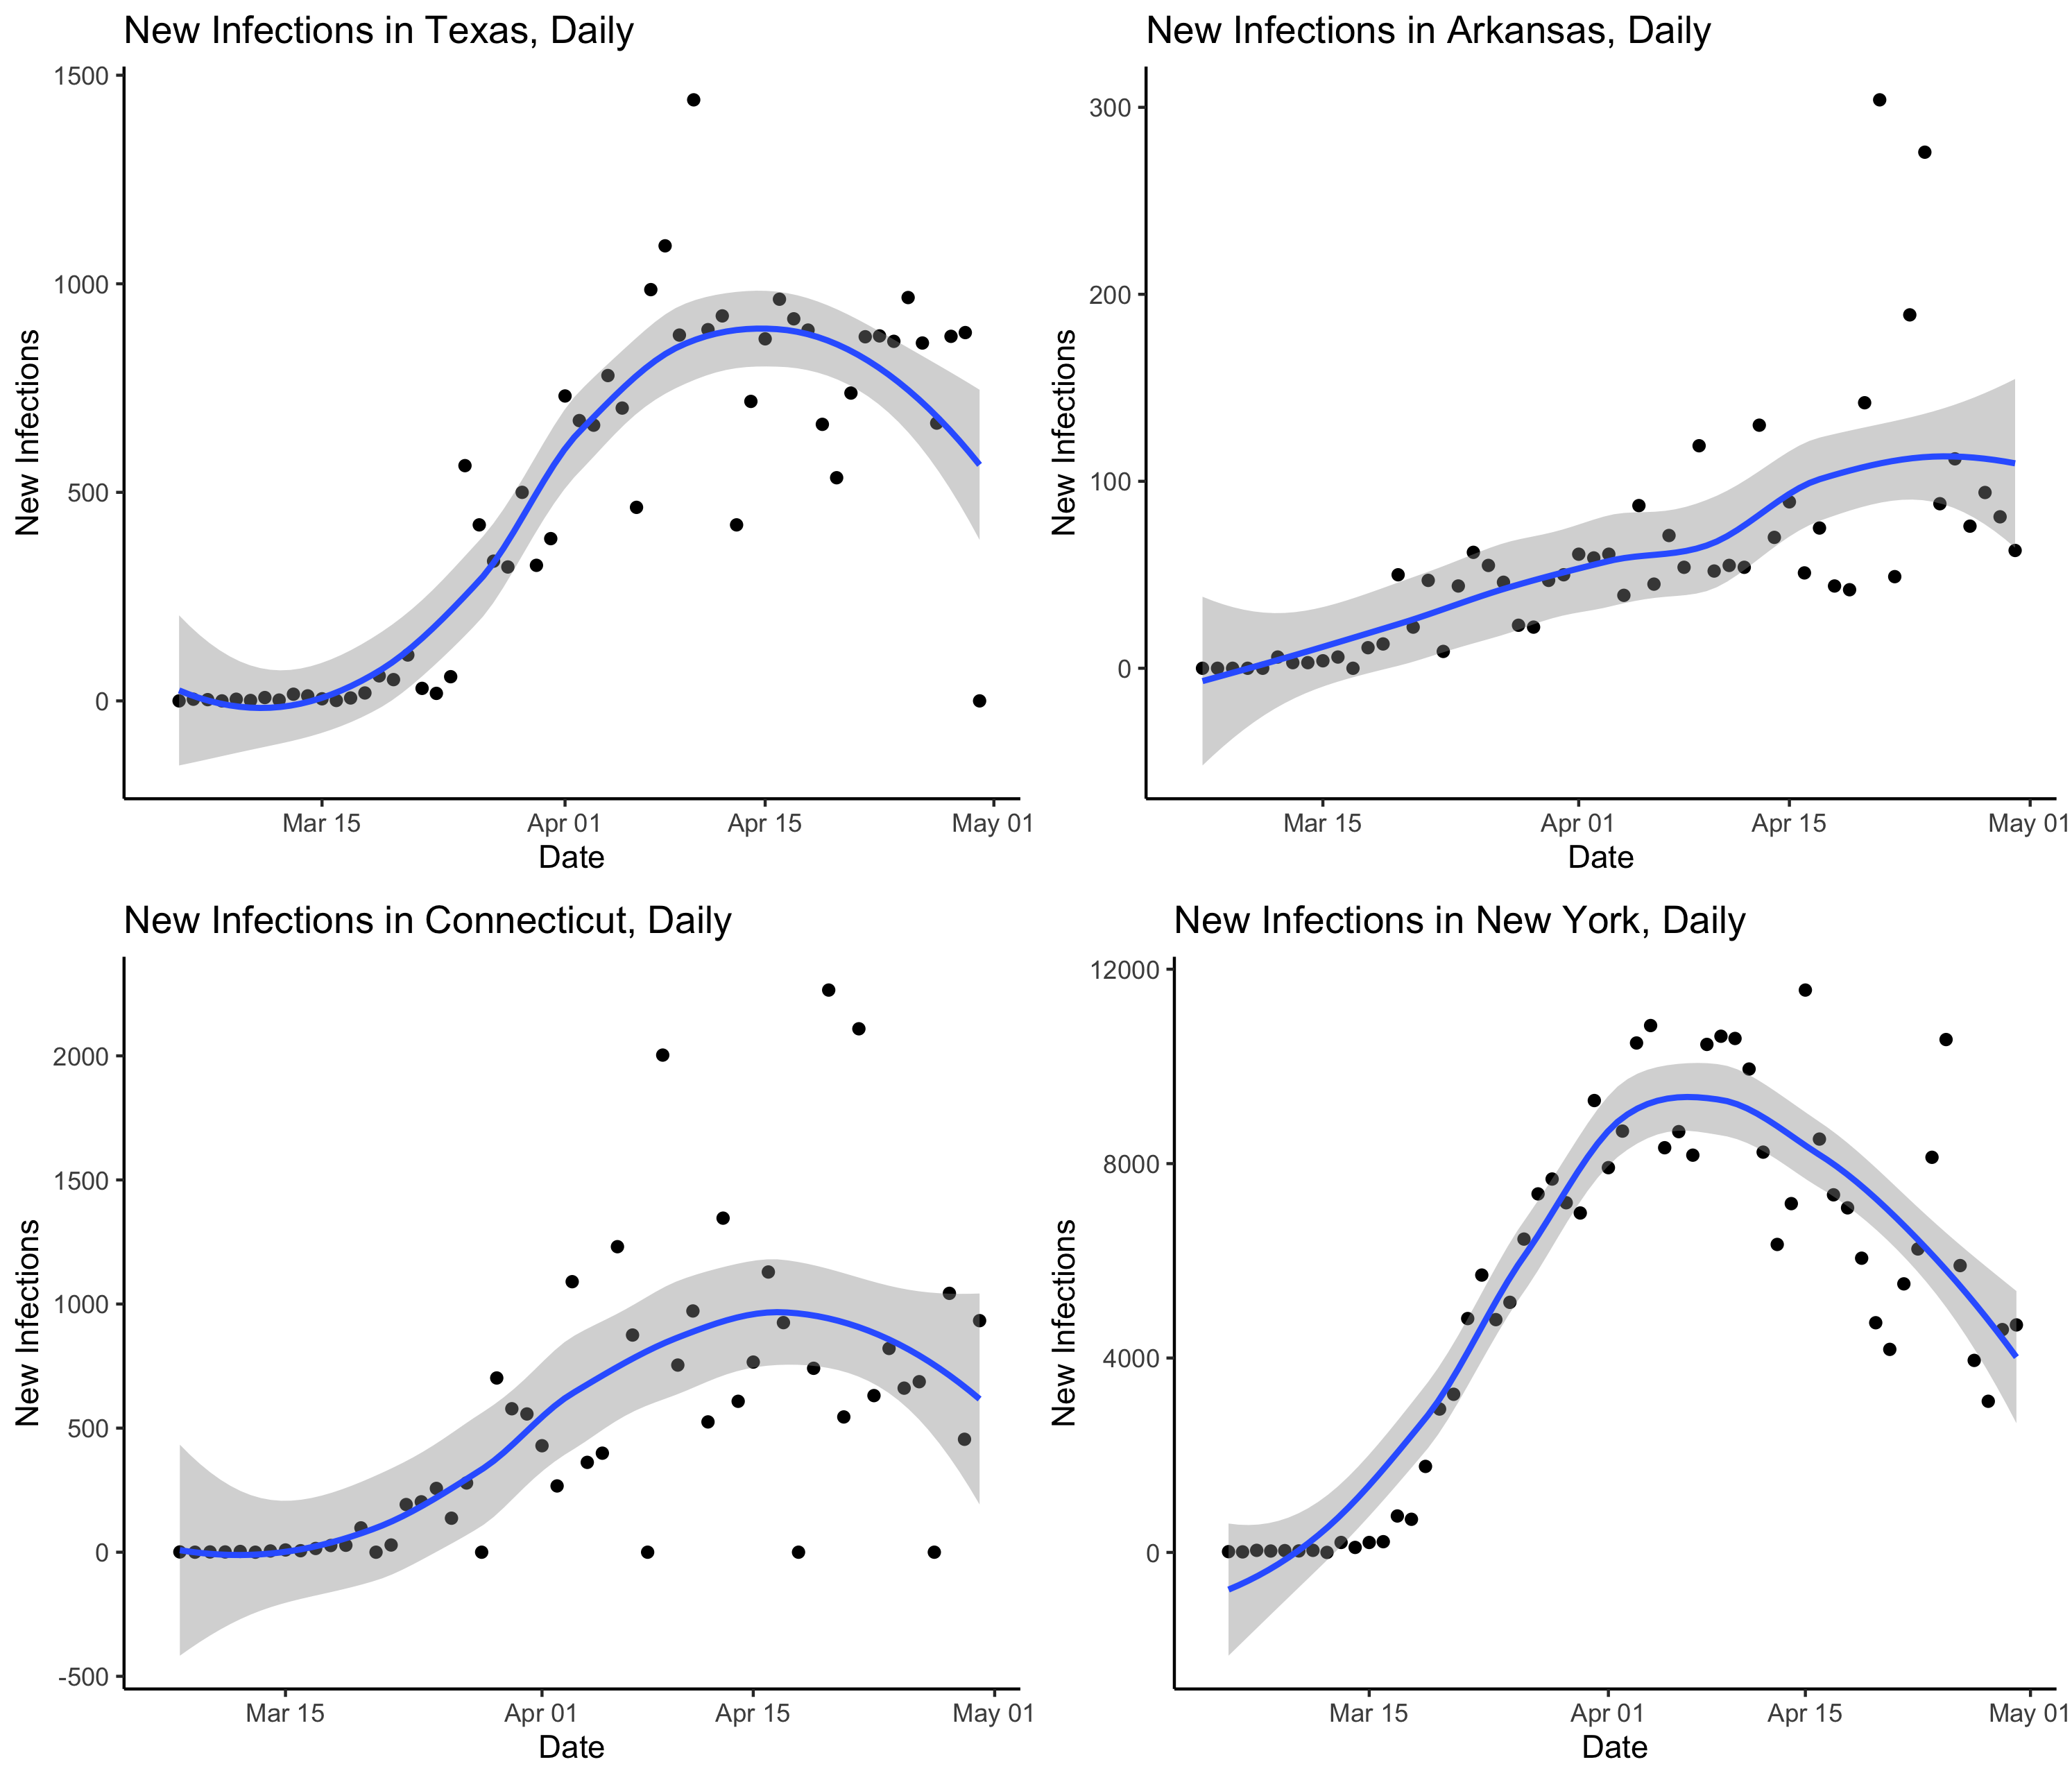 New Infections in Texas, Daily
1500
1000
500
0
New Infections
Mar 15
Apr 01
Apr 15
May 01
Date
New Infections in Arkansas, Daily
300
200
100
0
New Infections
Mar 15
Apr 01
Apr 15
May 01
Date
New Infections in Connecticut, Daily
2000
1500
1000
500
0
-500
New Infections
Mar 15
Apr 01
Apr 15
May 01
Date
New Infections in New York, Daily
12000
8000
4000
0
New Infections
Mar 15
Apr 01
Apr 15
May 01
Date